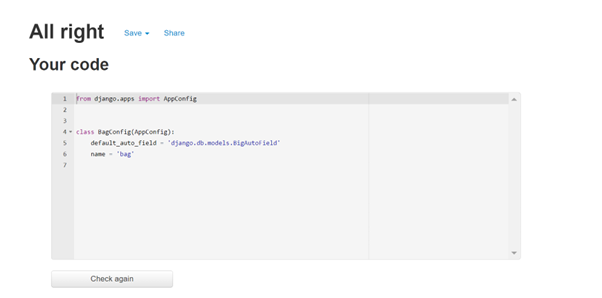 All right
Save Share
Your code
1 from django.apps import AppConfig
2
3
4 class BagConfig(AppConfig):
5     default_auto_field = 'django.db.models.BigAutoField'
6     name = 'bag'
7
Check again